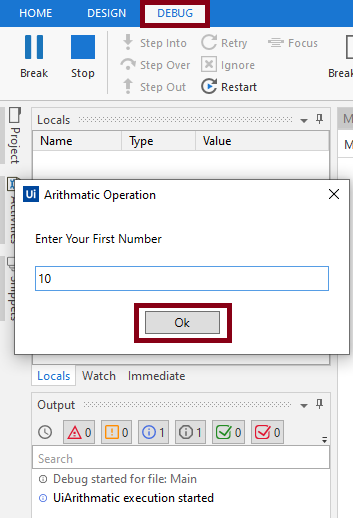 HOME DESIGN DEBUG
Break Stop Step Into Retry Focus Break
Step Over Ignore
Step Out Restart
Project
Locals
Name Type Value
Ui Arithmatic Operation
Enter Your First Number
10
Ok
Snippets
Locals Watch Immediate
Output
0 0 1 1 0 0
Search
Debug started for file: Main
UiArithmatic execution started